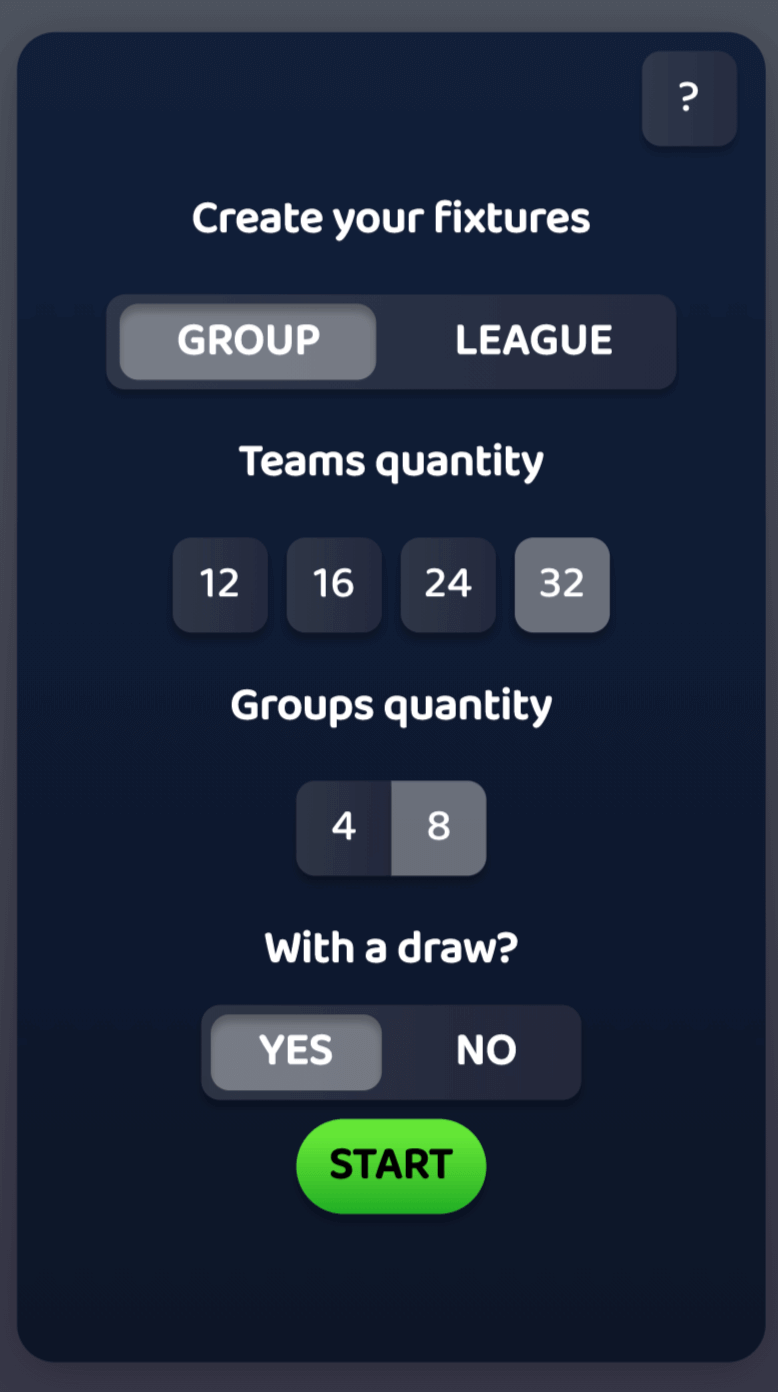 ?
Create your fixtures
GROUP LEAGUE
Teams quantity
12 16 24 32
Groups quantity
4 8
With a draw?
YES NO
START